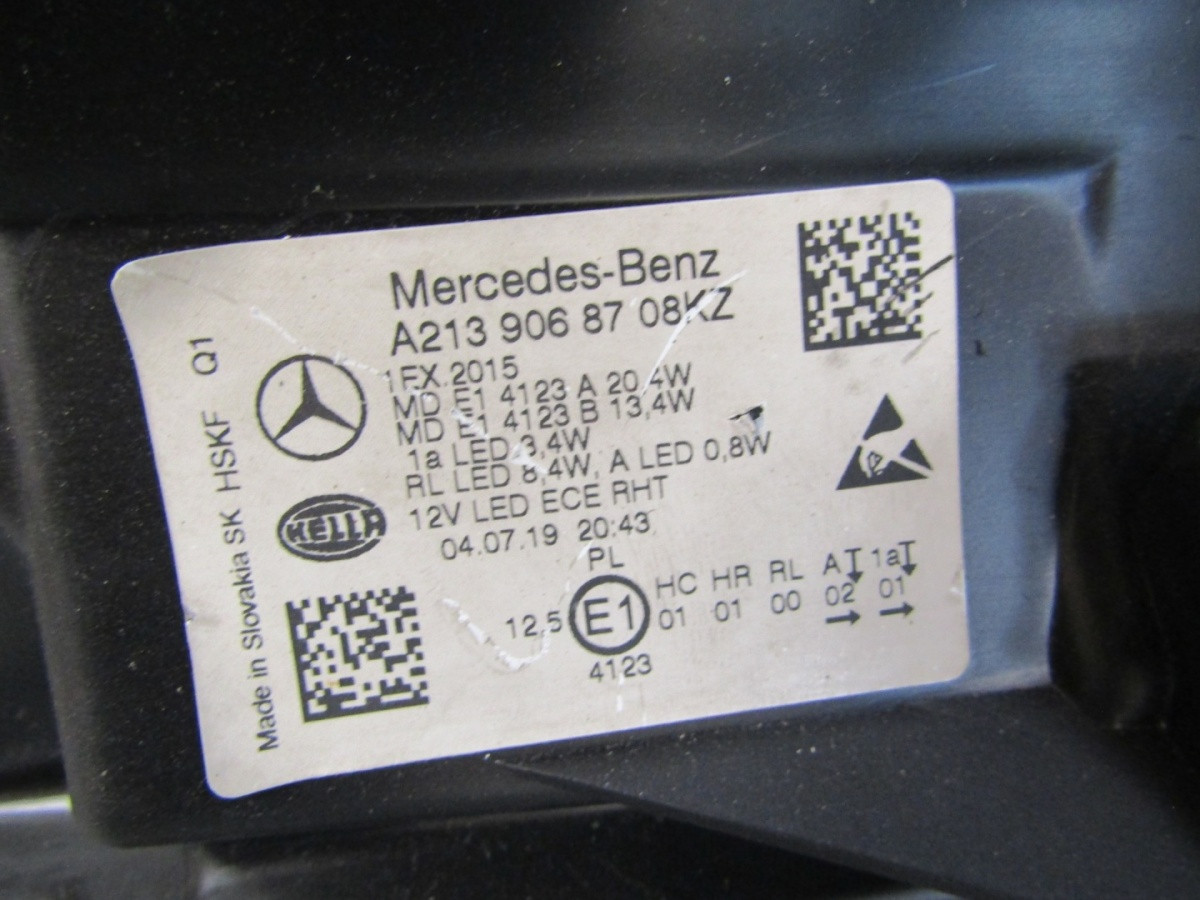 Mercedes-Benz
A213 906 87 08KZ
1EX.2015
MD E1 4123 A 20,4W
MD E1 4123 B 13,4W
1a LED 3,4W
RL LED 8,4W, A LED 0,8W
12V LED ECE RHT
04.07.19 20:43
PL
HC HR RL A 1a
12,5 E1 01 01 00 02 01
4123
HELLA
Made in Slovakia SK HSKF Q1